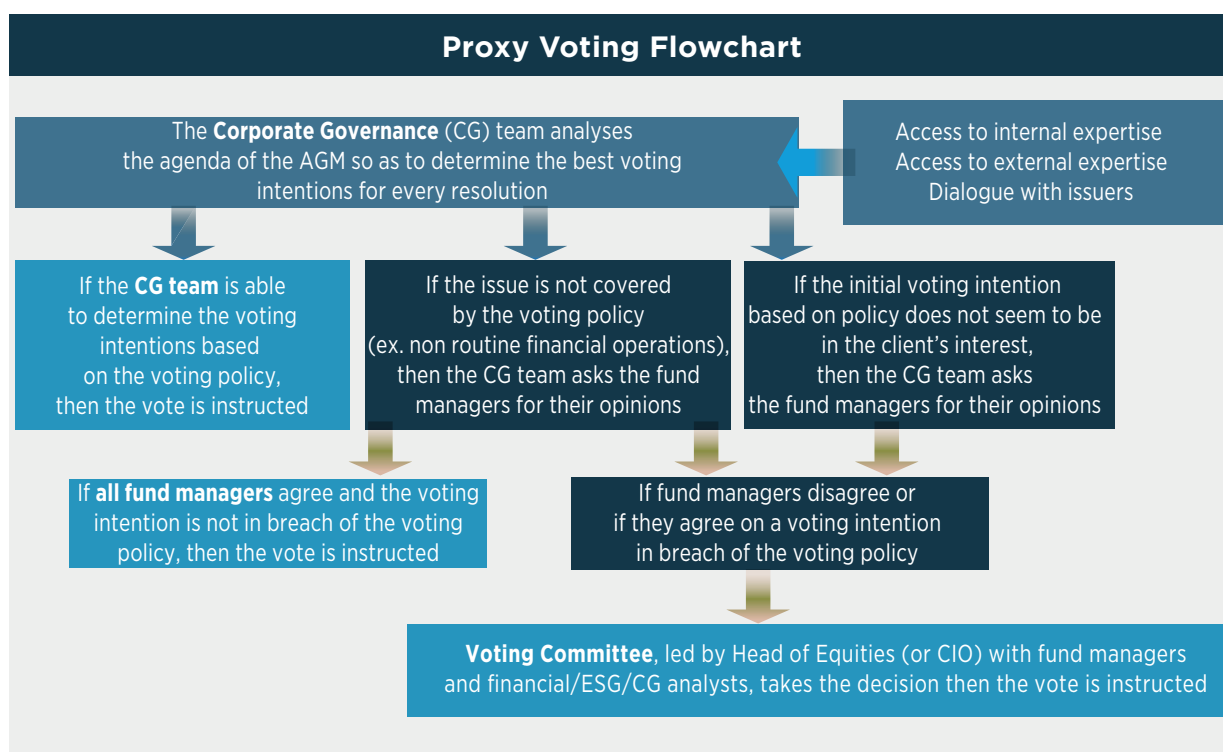 Proxy Voting Flowchart
The Corporate Governance (CG) team analyses
the agenda of the AGM so as to determine the best voting
intentions for every resolution
Access to internal expertise
Access to external expertise
Dialogue with issuers
If the CG team is able
to determine the voting
intentions based
on the voting policy,
then the vote is instructed
If the issue is not covered
by the voting policy
(ex. non routine financial operations),
then the CG team asks the fund
managers for their opinions
If the initial voting intention
based on policy does not seem to be
in the client’s interest,
then the CG team asks
the fund managers for their opinions
If all fund managers agree and the voting
intention is not in breach of the voting
policy, then the vote is instructed
If fund managers disagree or
if they agree on a voting intention
in breach of the voting policy
Voting Committee, led by Head of Equities (or CIO) with fund managers
and financial/ESG/CG analysts, takes the decision then the vote is instructed